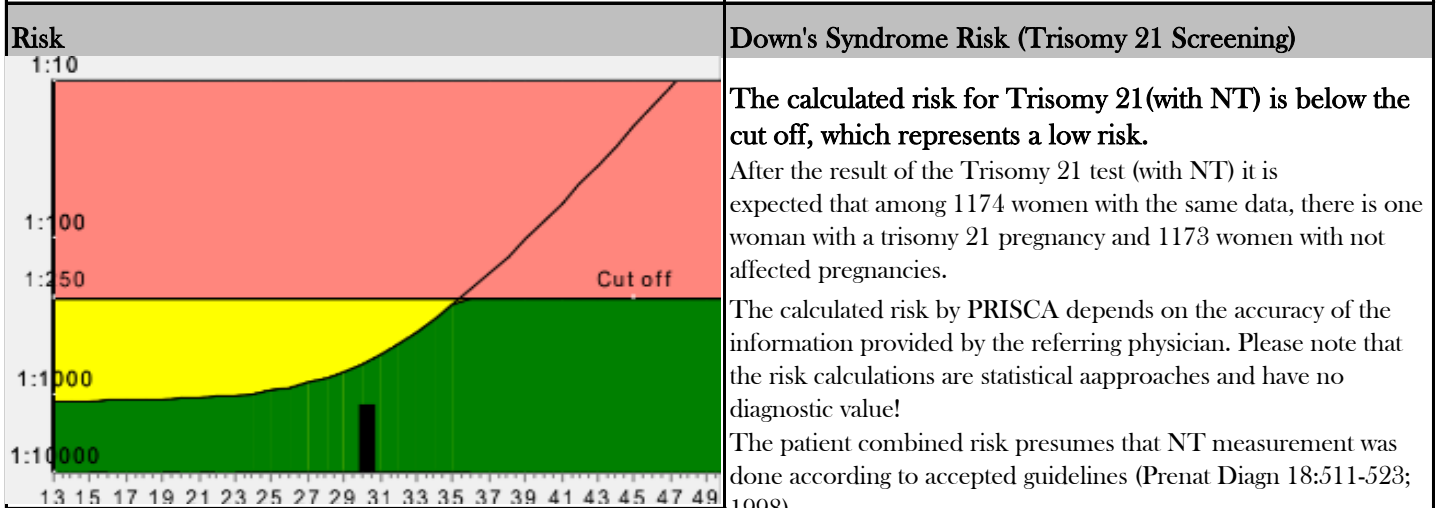 Risk
Down's Syndrome Risk (Trisomy 21 Screening)
1:10
1:100
1:250
Cut off
1:1000
1:10000
13 15 17 19 21 23 25 27 29 31 33 35 37 39 41 43 45 47 49
The calculated risk for Trisomy 21(with NT) is below the
cut off, which represents a low risk.
After the result of the Trisomy 21 test (with NT) it is
expected that among 1174 women with the same data, there is one
woman with a trisomy 21 pregnancy and 1173 women with not
affected pregnancies.
The calculated risk by PRISCA depends on the accuracy of the
information provided by the referring physician. Please note that
the risk calculations are statistical aapproaches and have no
diagnostic value!
The patient combined risk presumes that NT measurement was
done according to accepted guidelines (Prenat Diagn 18:511-523;
1998)